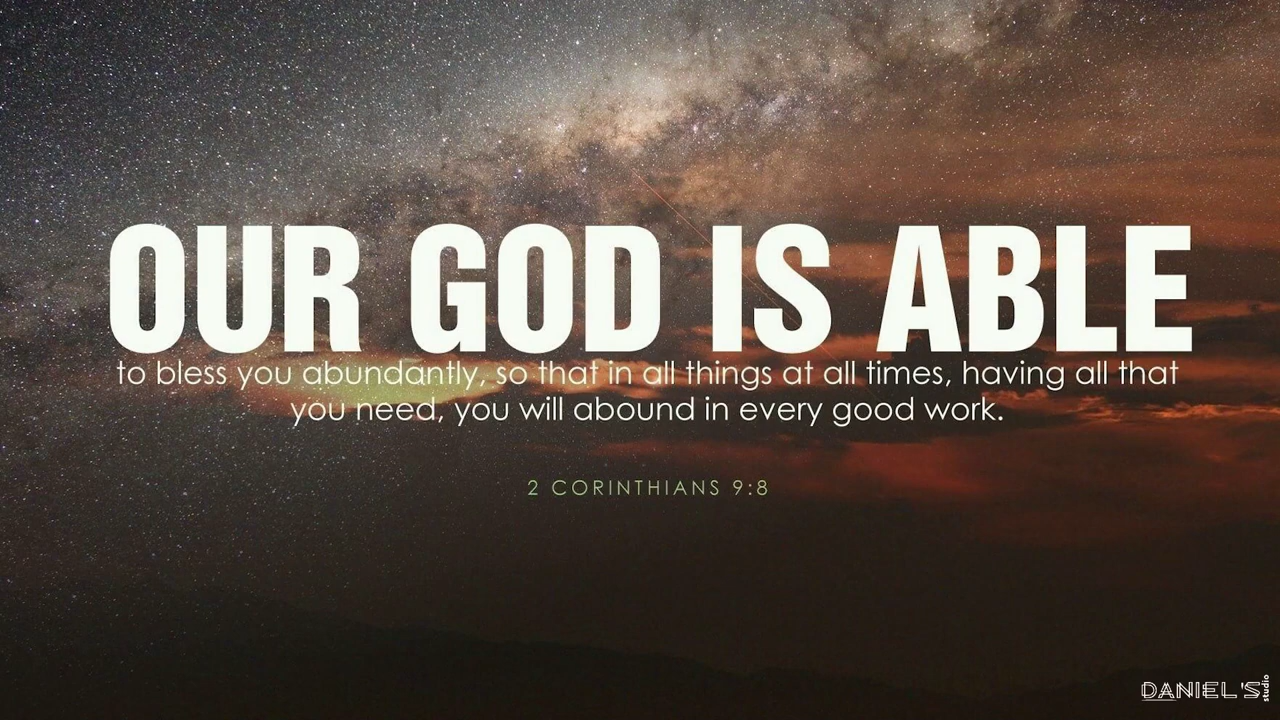 OUR GOD IS ABLE
to bless you abundantly, so that in all things at all times, having all that
you need, you will abound in every good work.
2 CORINTHIANS 9:8
DANIEL'S studio